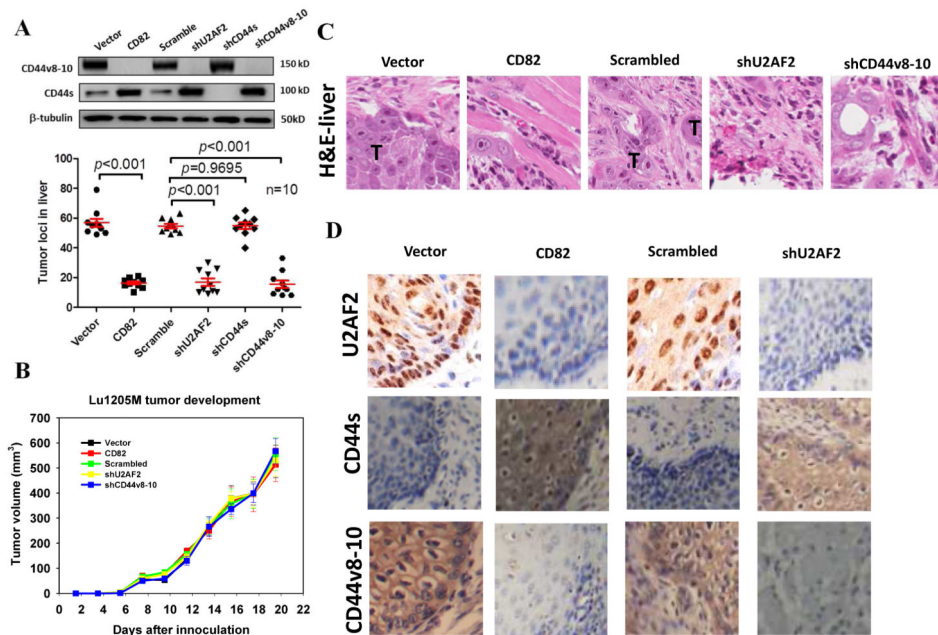 A
Vector
CD82
Scramble
shU2AF2
shCD44s
shCD44v8-10
CD44v8-10
150 kD
CD44s
100 kD
β-tubulin
50kD
p<0.001
p=0.9695
p<0.001
p<0.001
n=10
Tumor loci in liver
100
80
60
40
20
0
Vector
CD82
Scramble
shU2AF2
shCD44s
shCD44v8-10
B
Lu1205M tumor development
Vector
CD82
Scrambled
shU2AF2
shCD44v8-10
Tumor volume (mm3)
700
600
500
400
300
200
100
0
0 2 4 6 8 10 12 14 16 18 20 22
Days after innoculation
C
Vector CD82 Scrambled shU2AF2 shCD44v8-10
H&E-liver
T
T
T
D
Vector CD82 Scrambled shU2AF2
U2AF2
CD44s
CD44v8-10